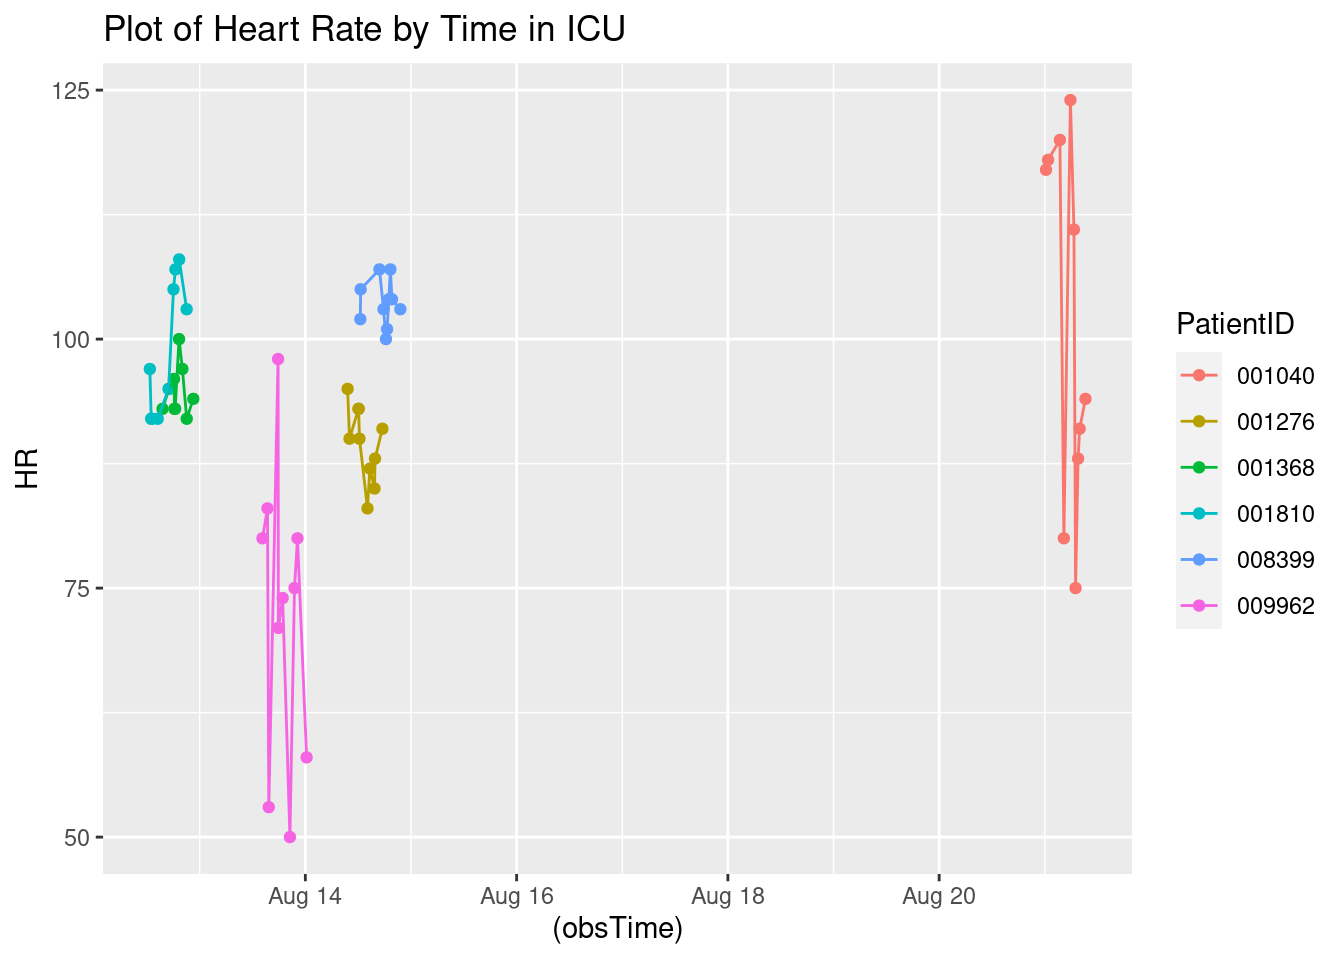 Plot of Heart Rate by Time in ICU
125
100
75
50
HR
Aug 14
Aug 16
Aug 18
Aug 20
(obsTime)
PatientID
001040
001276
001368
001810
008399
009962